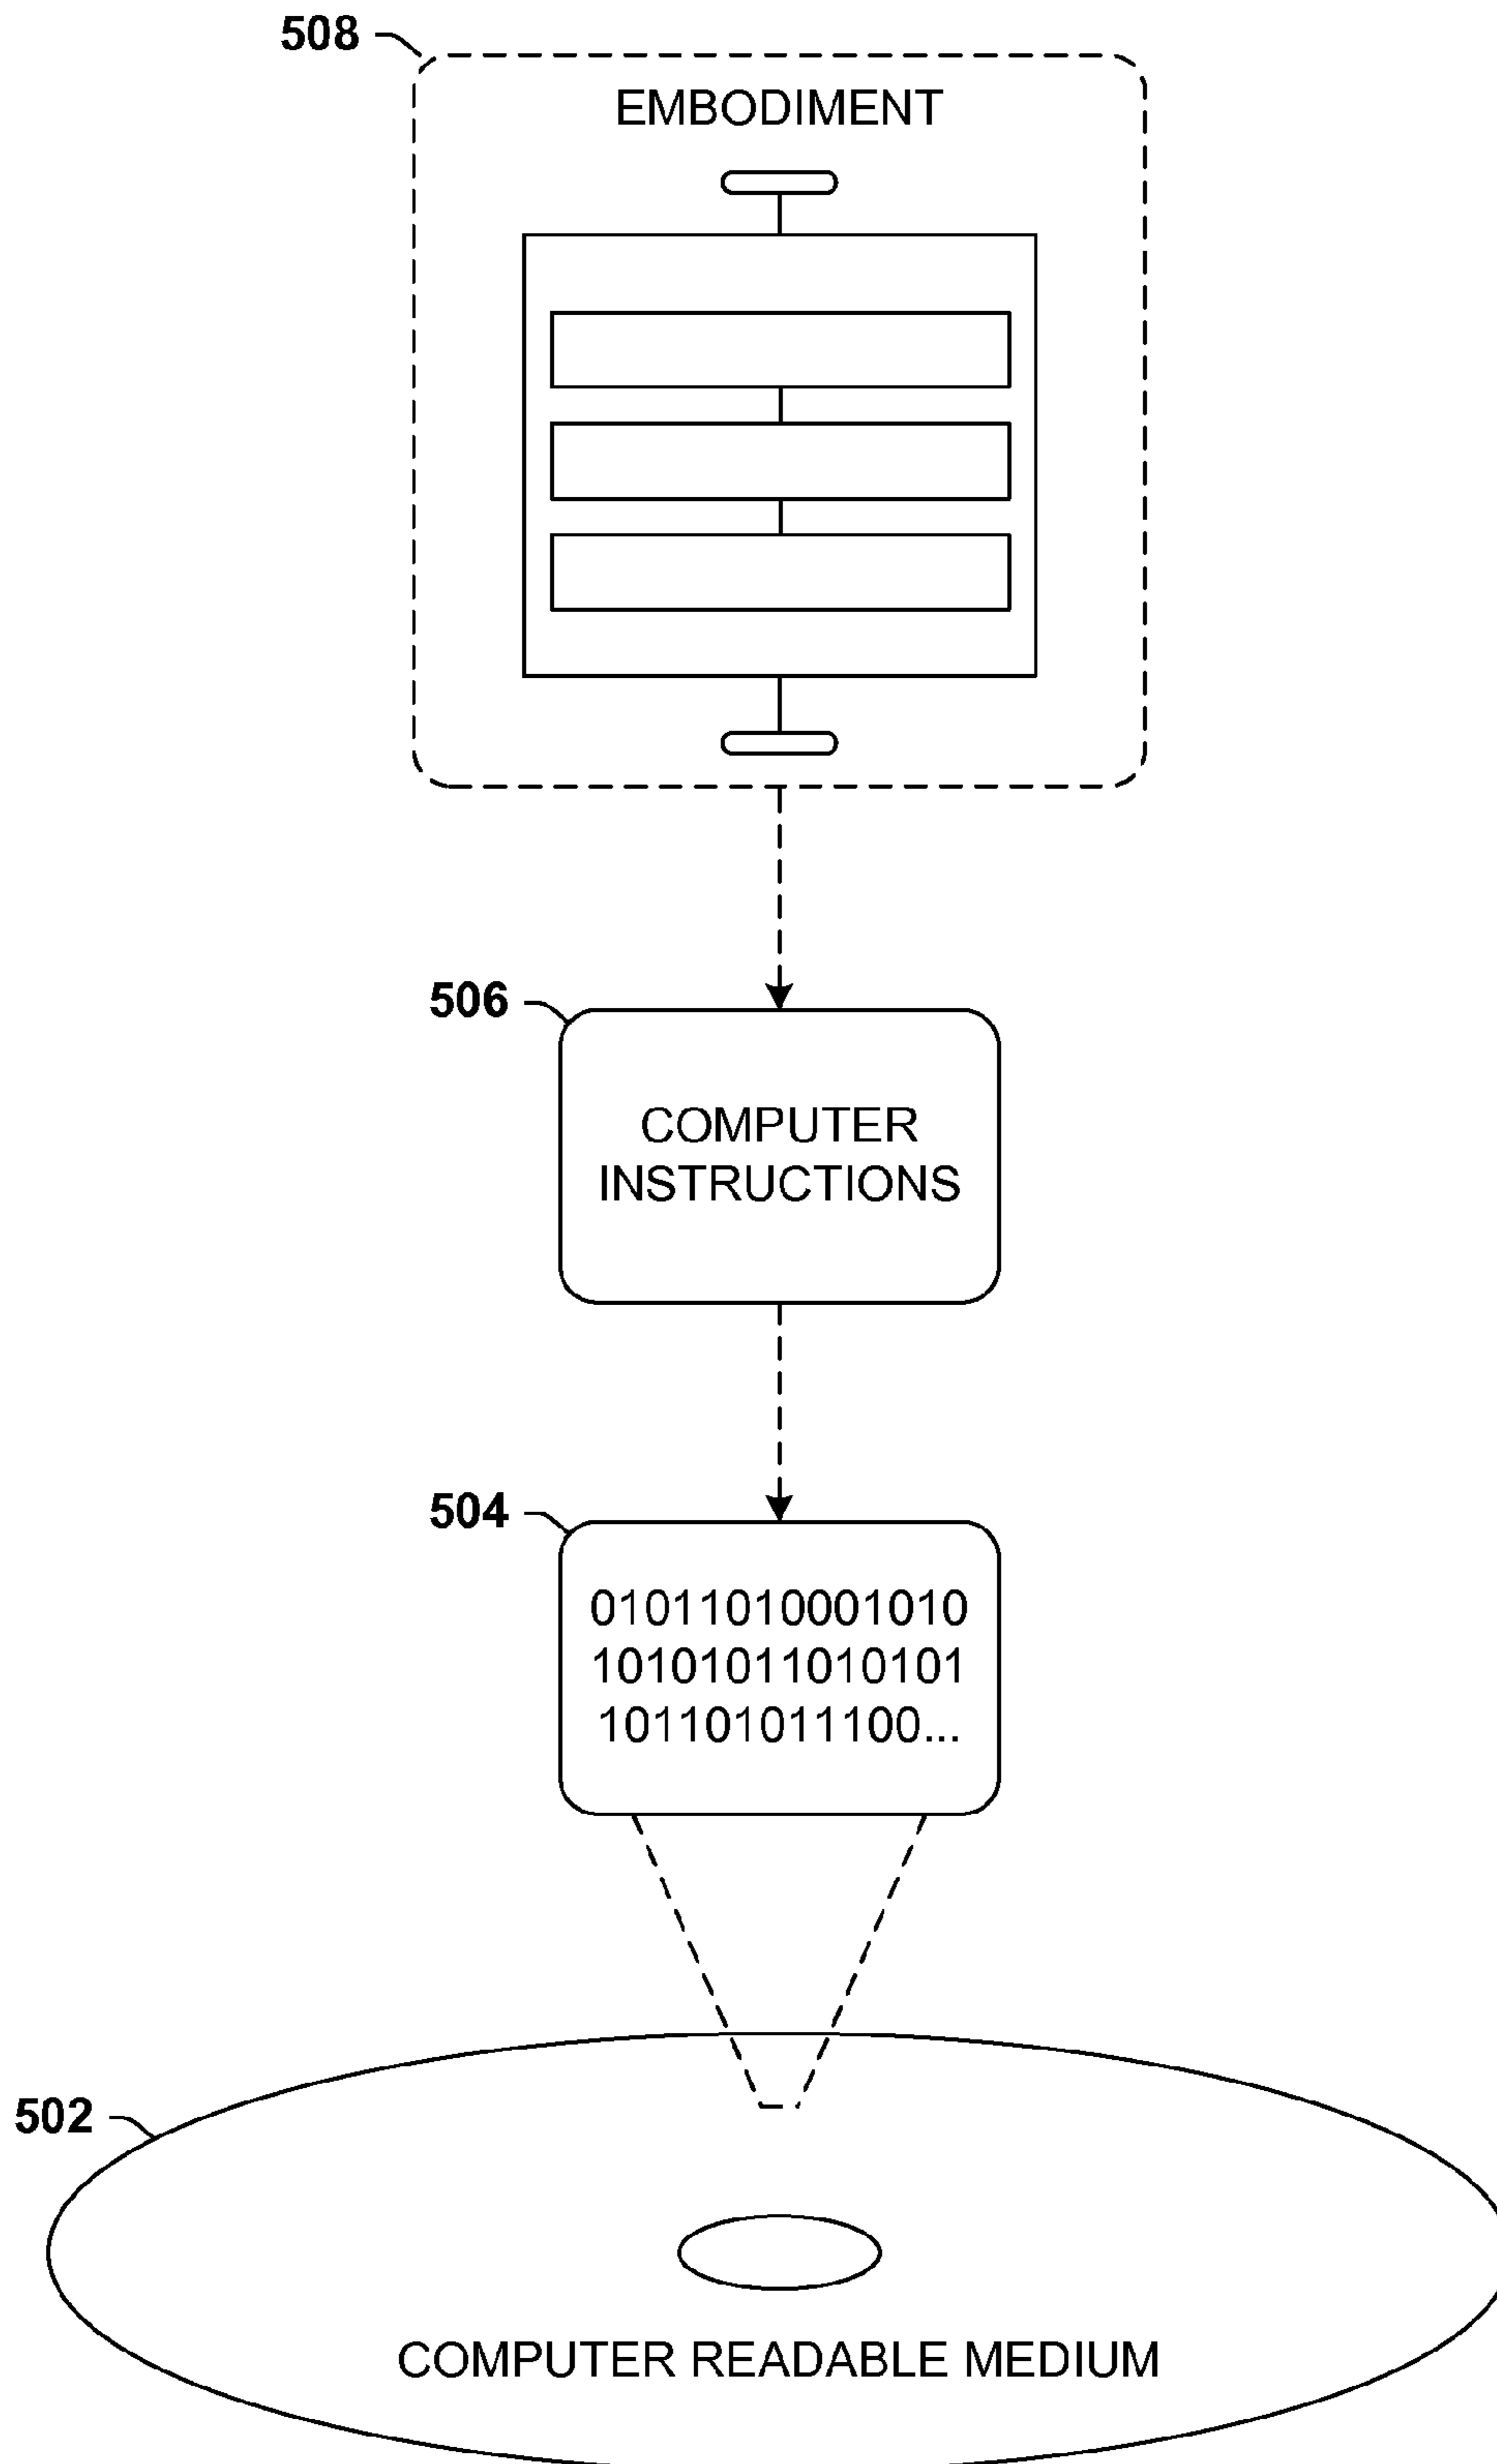 508
EMBODIMENT
506
COMPUTER
INSTRUCTIONS
504
01011010001010
10101011010101
101101011100...
502
COMPUTER READABLE MEDIUM